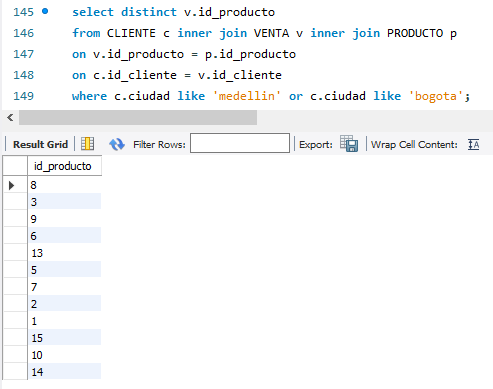 145 select distinct v.id_producto
146 from CLIENTE c inner join VENTA v inner join PRODUCTO p
147 on v.id_producto = p.id_producto
148 on c.id_cliente = v.id_cliente
149 where c.ciudad like 'medellin' or c.ciudad like 'bogota';
Result Grid Filter Rows: Export: Wrap Cell Content:
id_producto
8
3
9
6
13
5
7
2
1
15
10
14